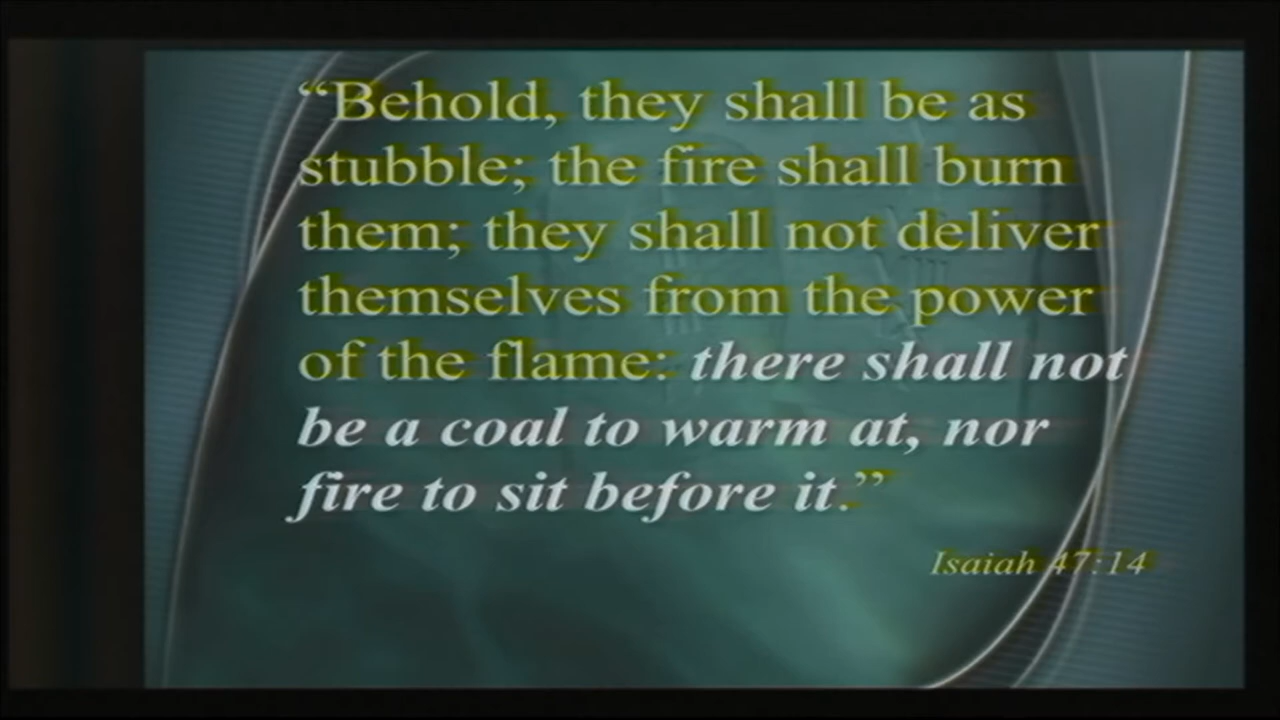 “Behold, they shall be as
stubble; the fire shall burn
them; they shall not deliver
themselves from the power
of the flame: there shall not
be a coal to warm at, nor
fire to sit before it.”
Isaiah 47:14